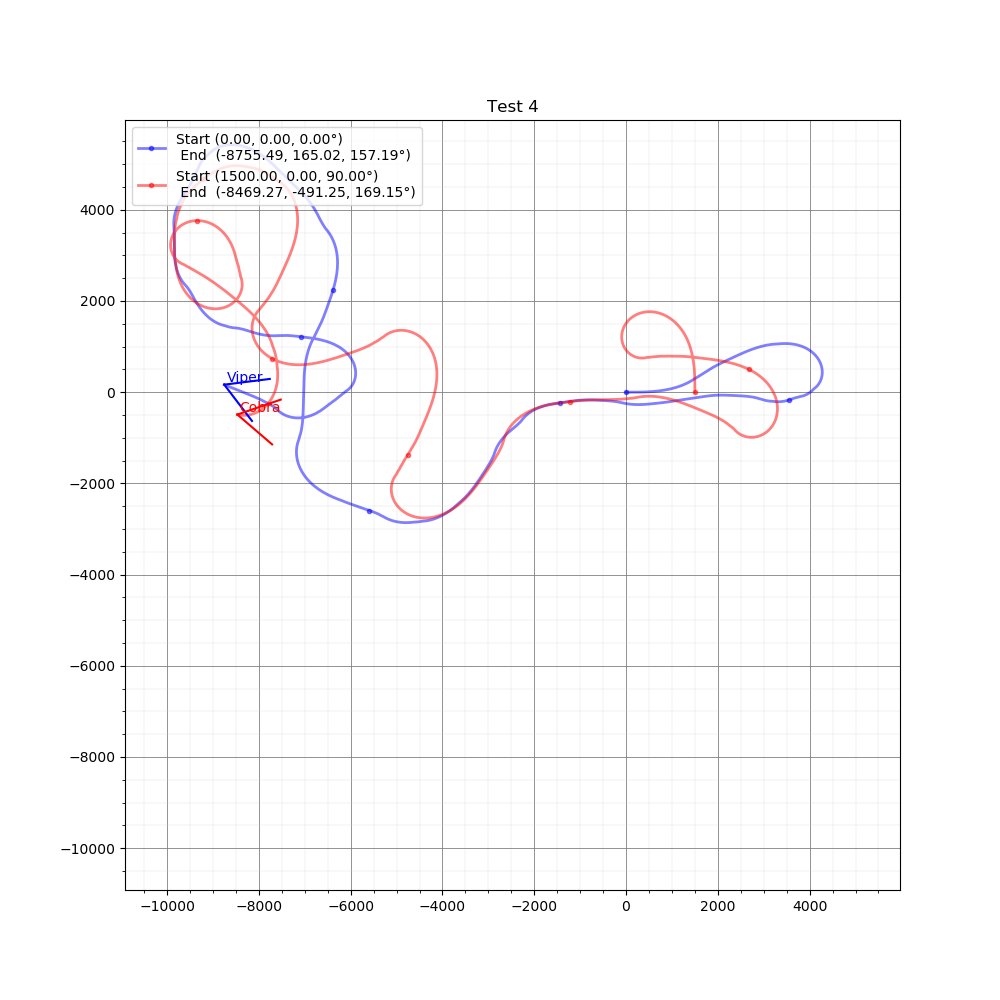 Test 4
Start (0.00, 0.00, 0.00°)
End (-8755.49, 165.02, 157.19°)
Start (1500.00, 0.00, 90.00°)
End (-8469.27, -491.25, 169.15°)
4000
2000
0
−2000
−4000
−6000
−8000
−10000
Viper
Cobra
−10000 −8000 −6000 −4000 −2000 0 2000 4000